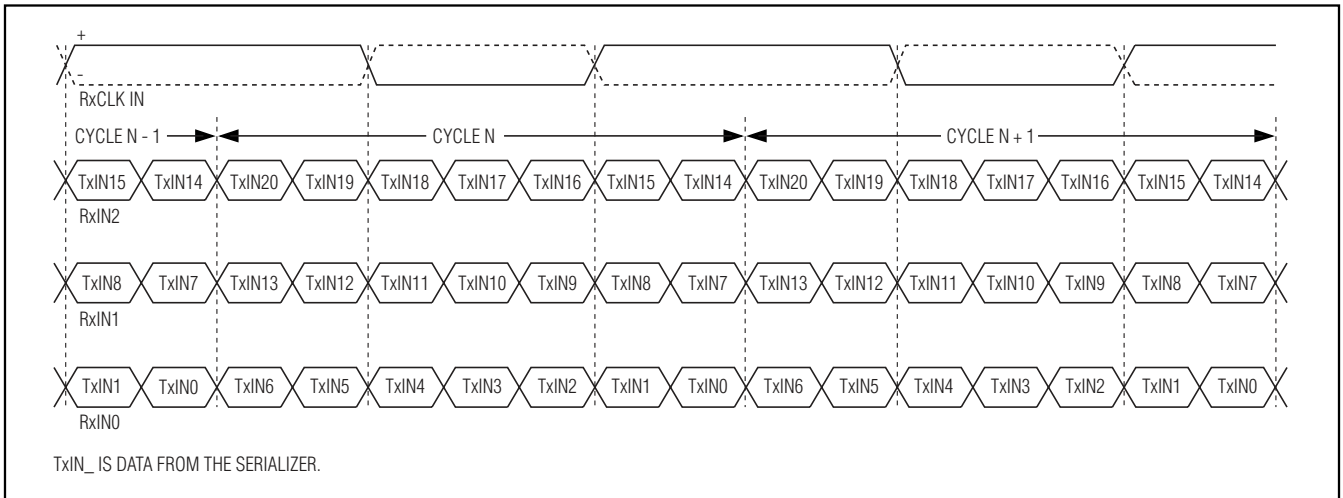 +
-
RxCLK IN
CYCLE N - 1 CYCLE N CYCLE N + 1
TxIN15 TxIN14 TxIN20 TxIN19 TxIN18 TxIN17 TxIN16 TxIN15 TxIN14 TxIN20 TxIN19 TxIN18 TxIN17 TxIN16 TxIN15 TxIN14
RxIN2
TxIN8 TxIN7 TxIN13 TxIN12 TxIN11 TxIN10 TxIN9 TxIN8 TxIN7 TxIN13 TxIN12 TxIN11 TxIN10 TxIN9 TxIN8 TxIN7
RxIN1
TxIN1 TxIN0 TxIN6 TxIN5 TxIN4 TxIN3 TxIN2 TxIN1 TxIN0 TxIN6 TxIN5 TxIN4 TxIN3 TxIN2 TxIN1 TxIN0
RxIN0
TxIN_ IS DATA FROM THE SERIALIZER.